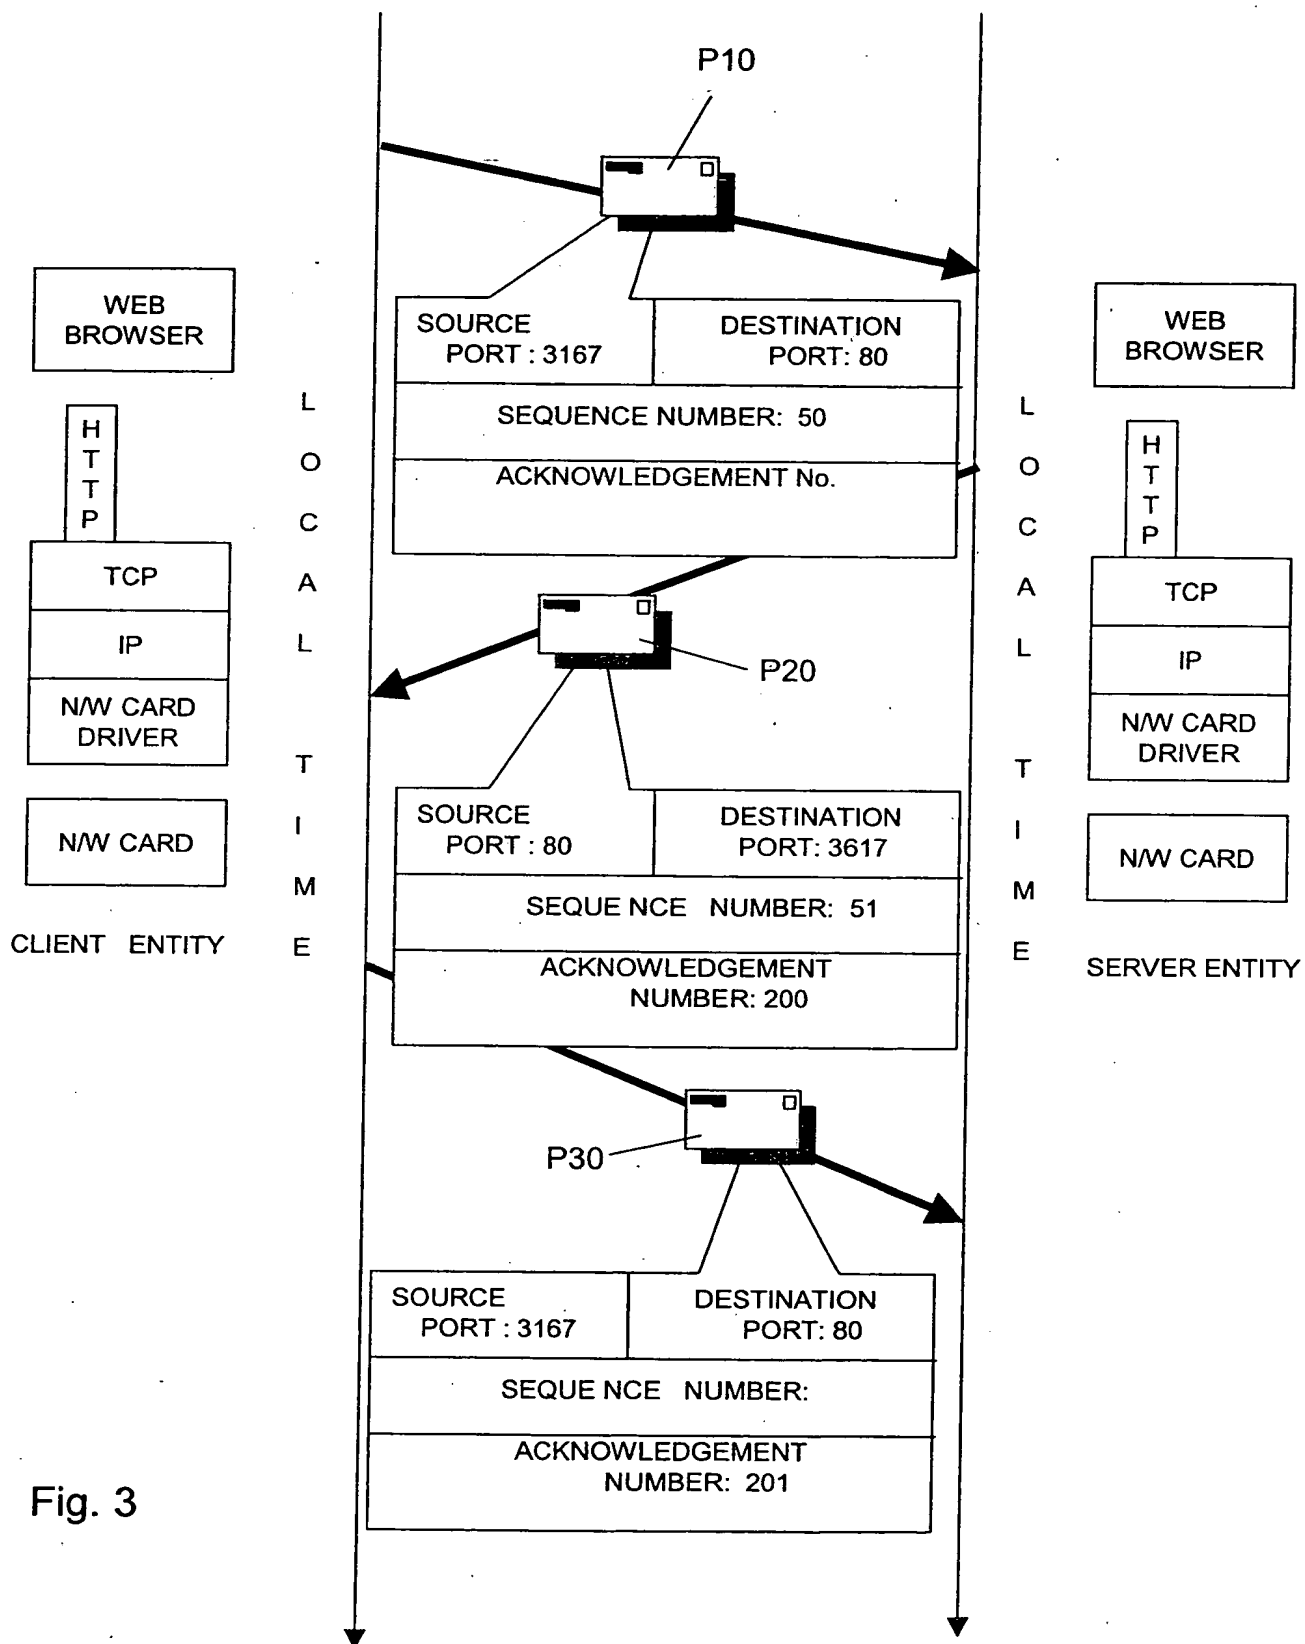 P10
WEB
BROWSER
H
T
T
P
TCP
IP
N/W CARD
DRIVER
N/W CARD
CLIENT ENTITY
L
O
C
A
L
T
I
M
E
SOURCE
PORT : 3167
DESTINATION
PORT: 80
SEQUENCE NUMBER: 50
ACKNOWLEDGEMENT No.
P20
SOURCE
PORT : 80
DESTINATION
PORT: 3617
SEQUE NCE NUMBER: 51
ACKNOWLEDGEMENT
NUMBER: 200
P30
SOURCE
PORT : 3167
DESTINATION
PORT: 80
SEQUE NCE NUMBER:
ACKNOWLEDGEMENT
NUMBER: 201
L
O
C
A
L
T
I
M
E
WEB
BROWSER
H
T
T
P
TCP
IP
N/W CARD
DRIVER
N/W CARD
SERVER ENTITY
Fig. 3